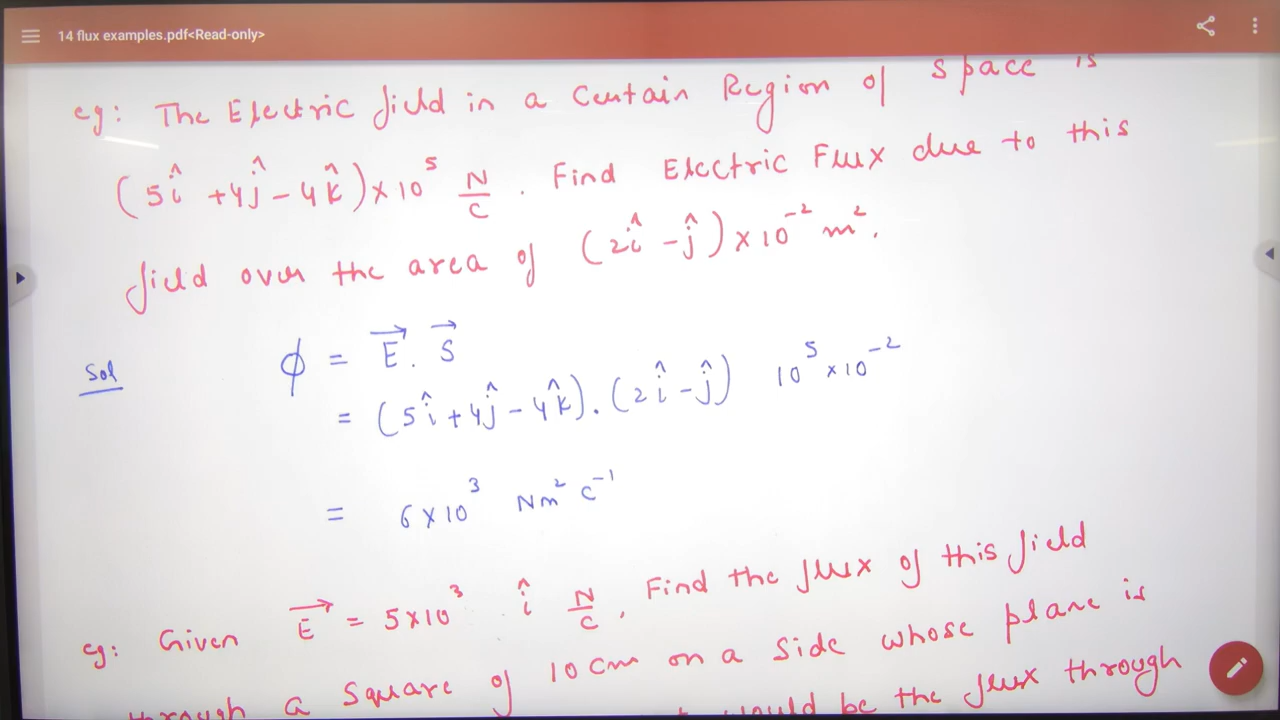 14 flux examples.pdf<Read-only>
eg: The Electric field in a Certain Region of space is
(5î + 4ĵ - 4k̂) × 10⁵ N/C . Find Electric Flux due to this
field over the area of (2î - ĵ) × 10⁻² m².
Sol
ϕ = E⃗ . S⃗
= (5î + 4ĵ - 4k̂) . (2î - ĵ) 10⁵ × 10⁻²
= 6 × 10³ Nm² C⁻¹
eg: Given E⃗ = 5 × 10³ î N/C , Find the flux of this field
through a square of 10 cm on a side whose plane is
would be the flux through